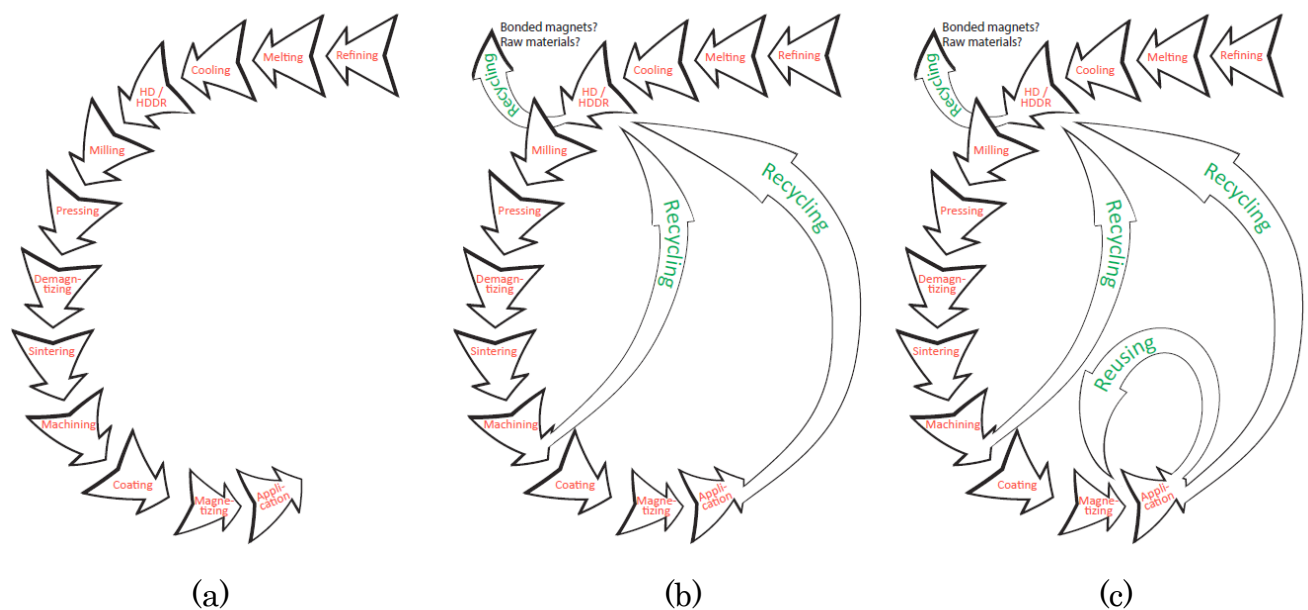 Refining
Melting
Cooling
HD /
HDDR
Milling
Pressing
Demagn-
tizing
Sintering
Machining
Coating
Magne-
tizing
Appli-
cation
(a)
Bonded magnets?
Raw materials?
Recycling
Refining
Melting
Cooling
HD /
HDDR
Milling
Pressing
Demagn-
tizing
Sintering
Machining
Coating
Magne-
tizing
Appli-
cation
Recycling
Recycling
(b)
Bonded magnets?
Raw materials?
Recycling
Refining
Melting
Cooling
HD /
HDDR
Milling
Pressing
Demagn-
tizing
Sintering
Machining
Coating
Magne-
tizing
Appli-
cation
Recycling
Recycling
Reusing
(c)